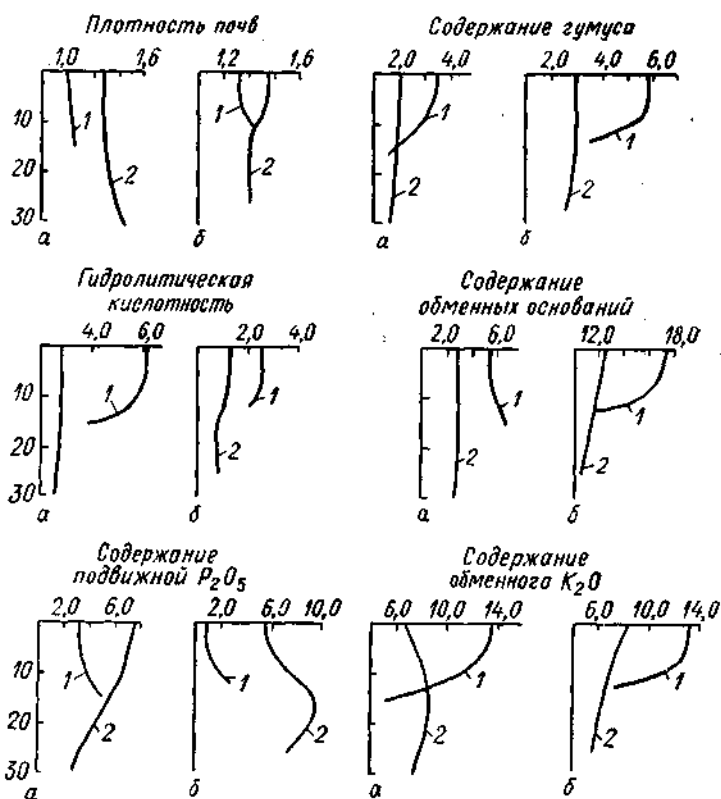 Плотность почв
1,0 1,6 1,2 1,6
10
20
30
1
2
1
2
а б
Содержание гумуса
2,0 4,0 2,0 4,0 6,0
1
2
1
2
а б
Гидролитическая
кислотность
4,0 6,0 2,0 4,0
10
20
30
1
1
2
а б
Содержание
обменных оснований
2,0 6,0 12,0 18,0
1
2
1
2
а б
Содержание
подвижной P₂O₅
2,0 6,0 2,0 6,0 10,0
10
20
30
1
2
1
2
а б
Содержание
обменного K₂O
6,0 10,0 14,0 6,0 10,0 14,0
1
2
1
2
а б